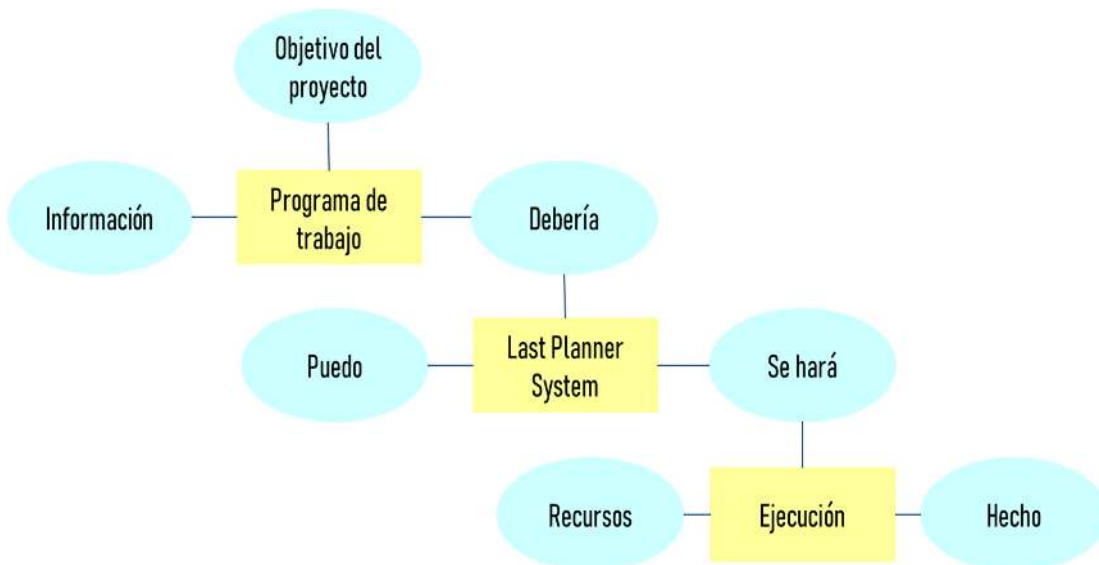 Objetivo del
proyecto
Información
Programa de
trabajo
Debería
Puedo
Last Planner
System
Se hará
Recursos
Ejecución
Hecho